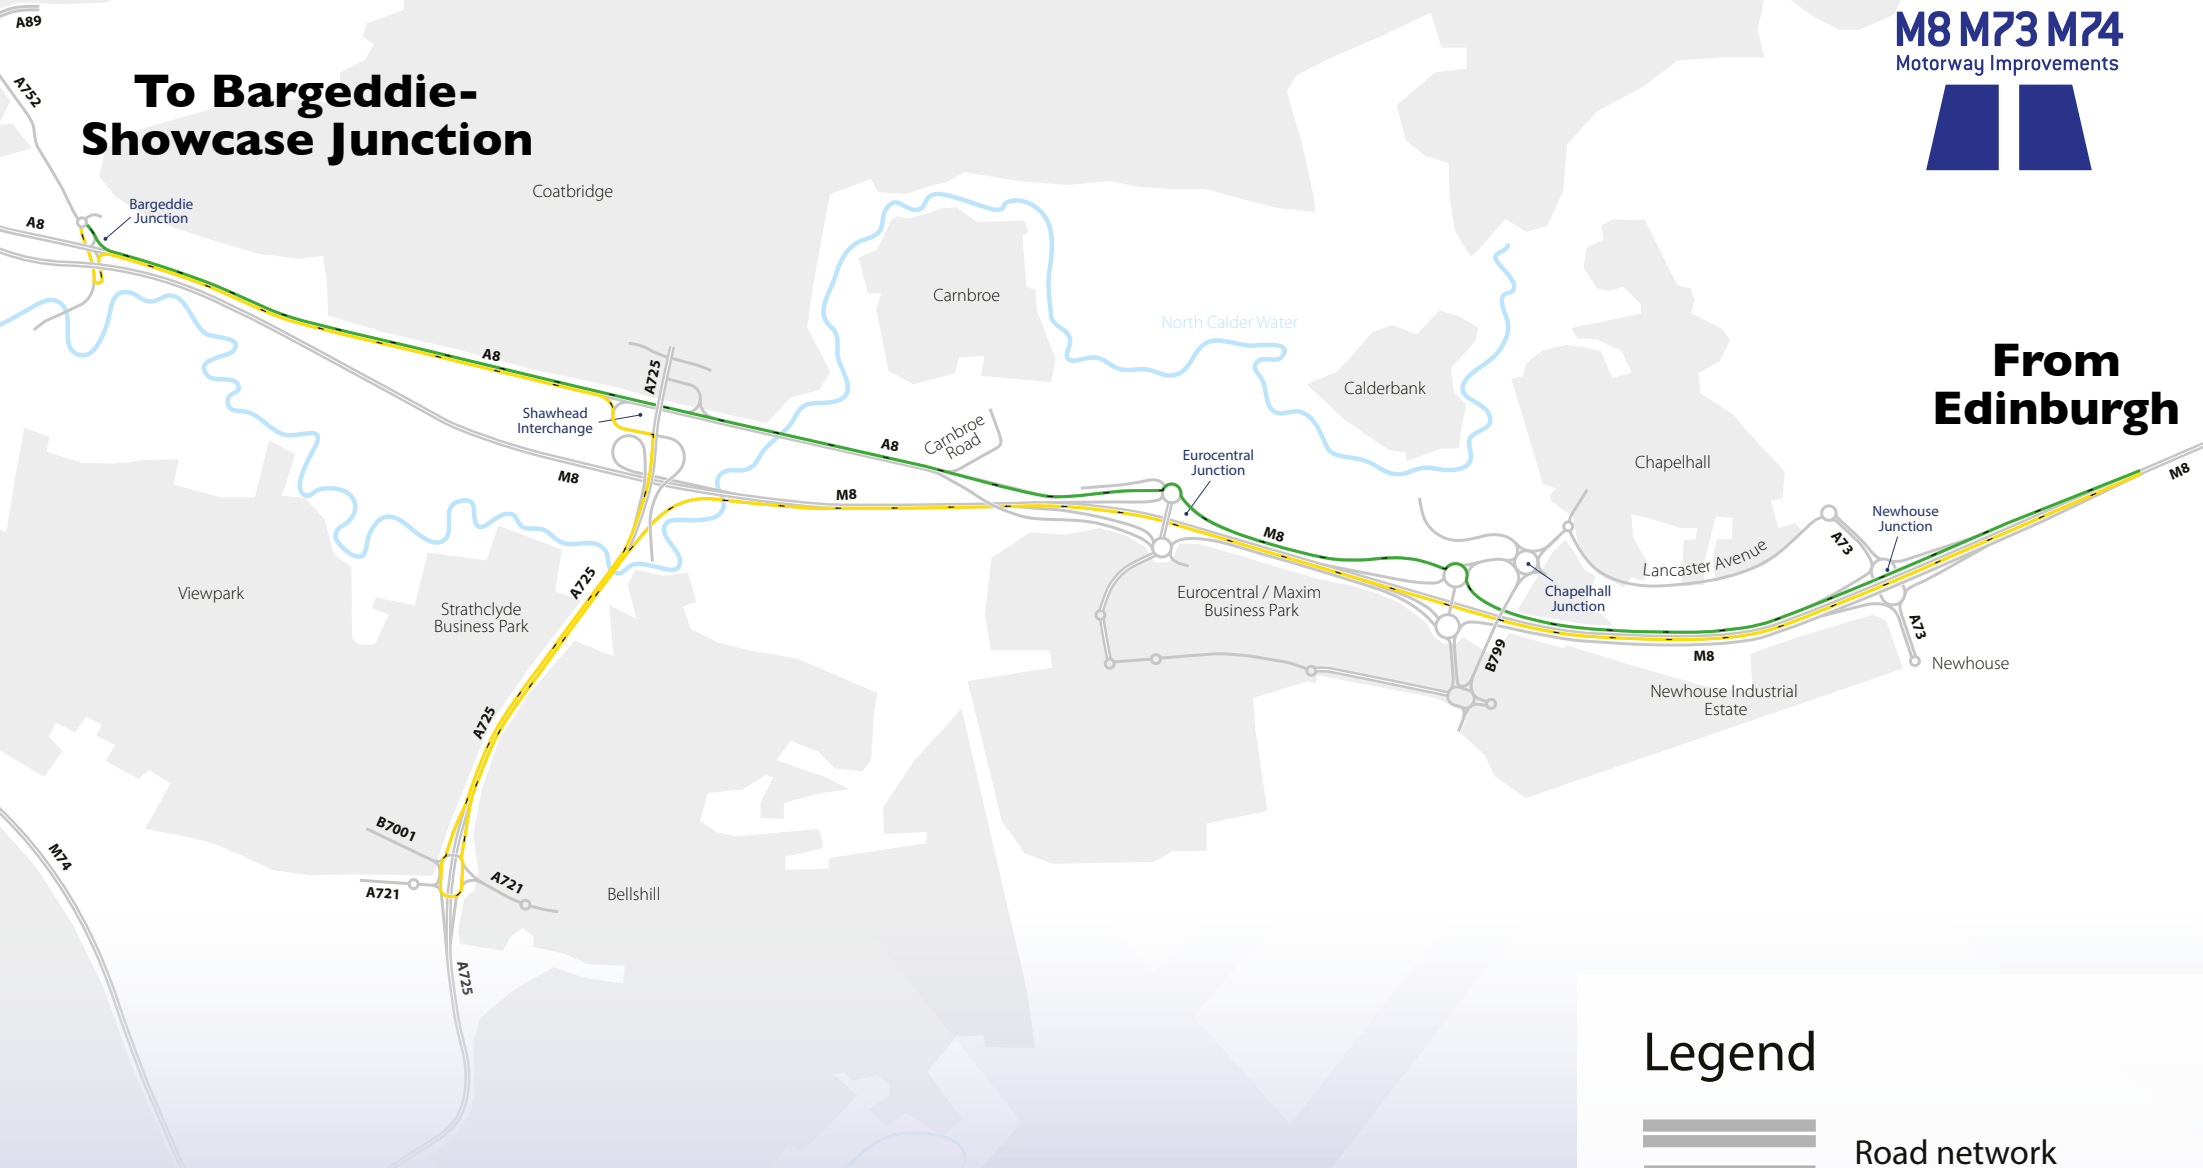 A89
M8 M73 M74
Motorway Improvements
A752
To Bargeddie-
Showcase Junction
Coatbridge
Bargeddie
Junction
A8
Carnbroe
North Calder Water
A8
A725
Calderbank
From
Edinburgh
Shawhead
Interchange
A8
Carnbroe
Road
Eurocentral
Junction
Chapelhall
M8
M8
M8
M8
Newhouse
Junction
A73
Lancaster Avenue
Viewpark
A725
Strathclyde
Business Park
Eurocentral / Maxim
Business Park
Chapelhall
Junction
A73
B799
M8
Newhouse
Newhouse Industrial
Estate
A725
B7001
M74
A721
A721
Bellshill
A725
Legend
Road network